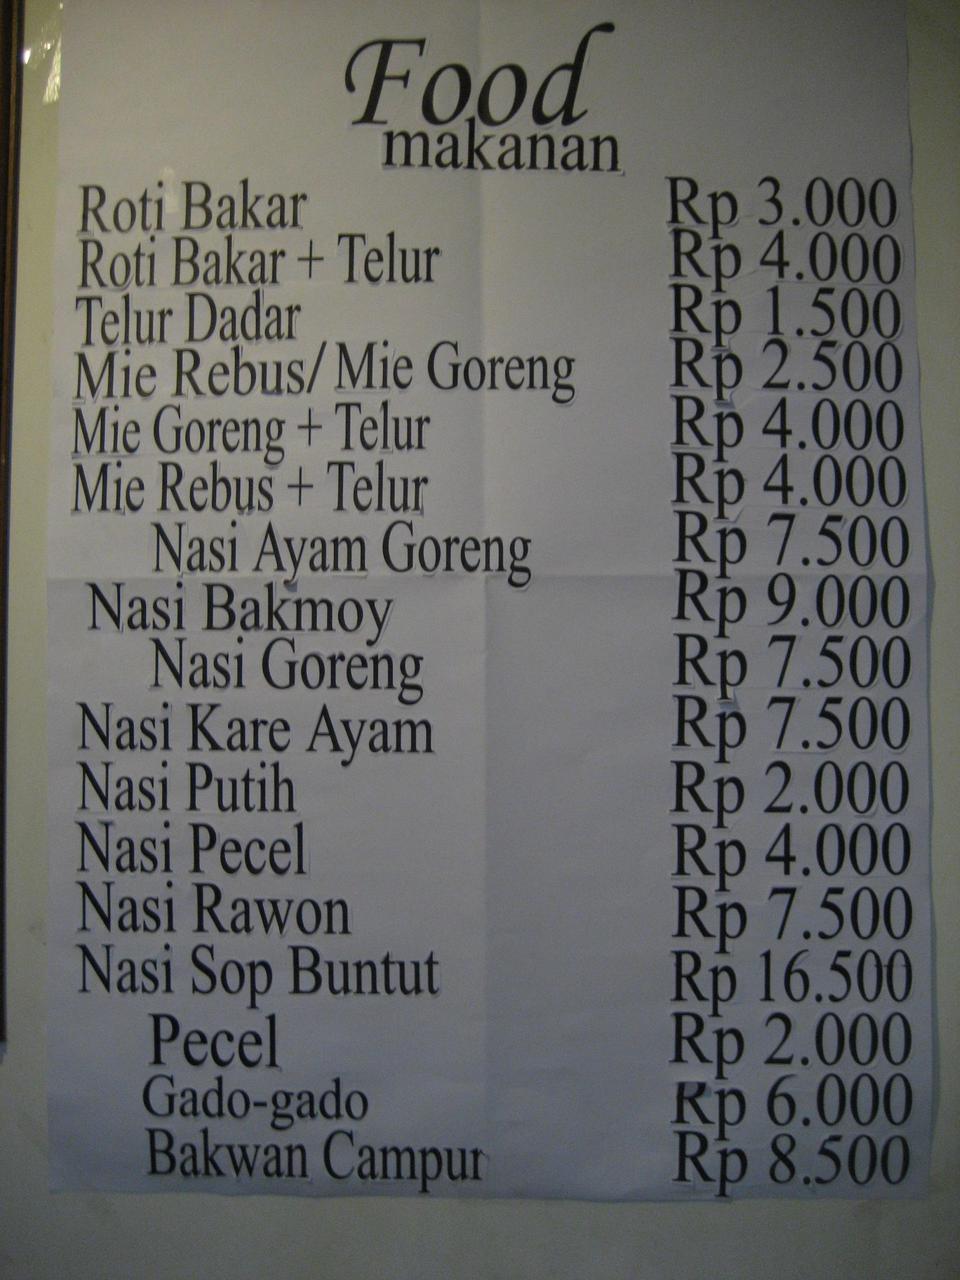 Food
makanan
Roti Bakar Rp 3.000
Roti Bakar + Telur Rp 4.000
Telur Dadar Rp 1.500
Mie Rebus/ Mie Goreng Rp 2.500
Mie Goreng + Telur Rp 4.000
Mie Rebus + Telur Rp 4.000
Nasi Ayam Goreng Rp 7.500
Nasi Bakmoy Rp 9.000
Nasi Goreng Rp 7.500
Nasi Kare Ayam Rp 7.500
Nasi Putih Rp 2.000
Nasi Pecel Rp 4.000
Nasi Rawon Rp 7.500
Nasi Sop Buntut Rp 16.500
Pecel Rp 2.000
Gado-gado Rp 6.000
Bakwan Campur Rp 8.500